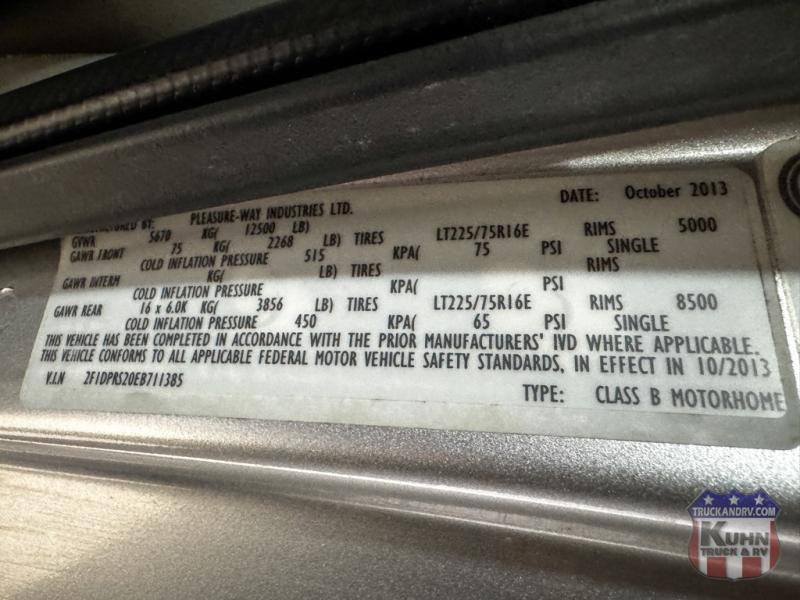 MANUFACTURED BY: PLEASURE-WAY INDUSTRIES LTD. DATE: October 2013
GVWR 5670 KG( 12500 LB)
GAWR FRONT 75 KG( 2268 LB) TIRES LT225/75R16E RIMS 5000
COLD INFLATION PRESSURE 515 KPA( 75 PSI SINGLE
GAWR INTERM KG( LB) TIRES RIMS
COLD INFLATION PRESSURE KPA( PSI
GAWR REAR 16 x 6.0K KG( 3856 LB) TIRES LT225/75R16E RIMS 8500
COLD INFLATION PRESSURE 450 KPA( 65 PSI SINGLE
THIS VEHICLE HAS BEEN COMPLETED IN ACCORDANCE WITH THE PRIOR MANUFACTURERS' IVD WHERE APPLICABLE.
THIS VEHICLE CONFORMS TO ALL APPLICABLE FEDERAL MOTOR VEHICLE SAFETY STANDARDS, IN EFFECT IN 10/2013
V.I.N 2F1DPRS20EB711385
TYPE: CLASS B MOTORHOME
TRUCKANDRV.COM
KUHN
TRUCK & RV